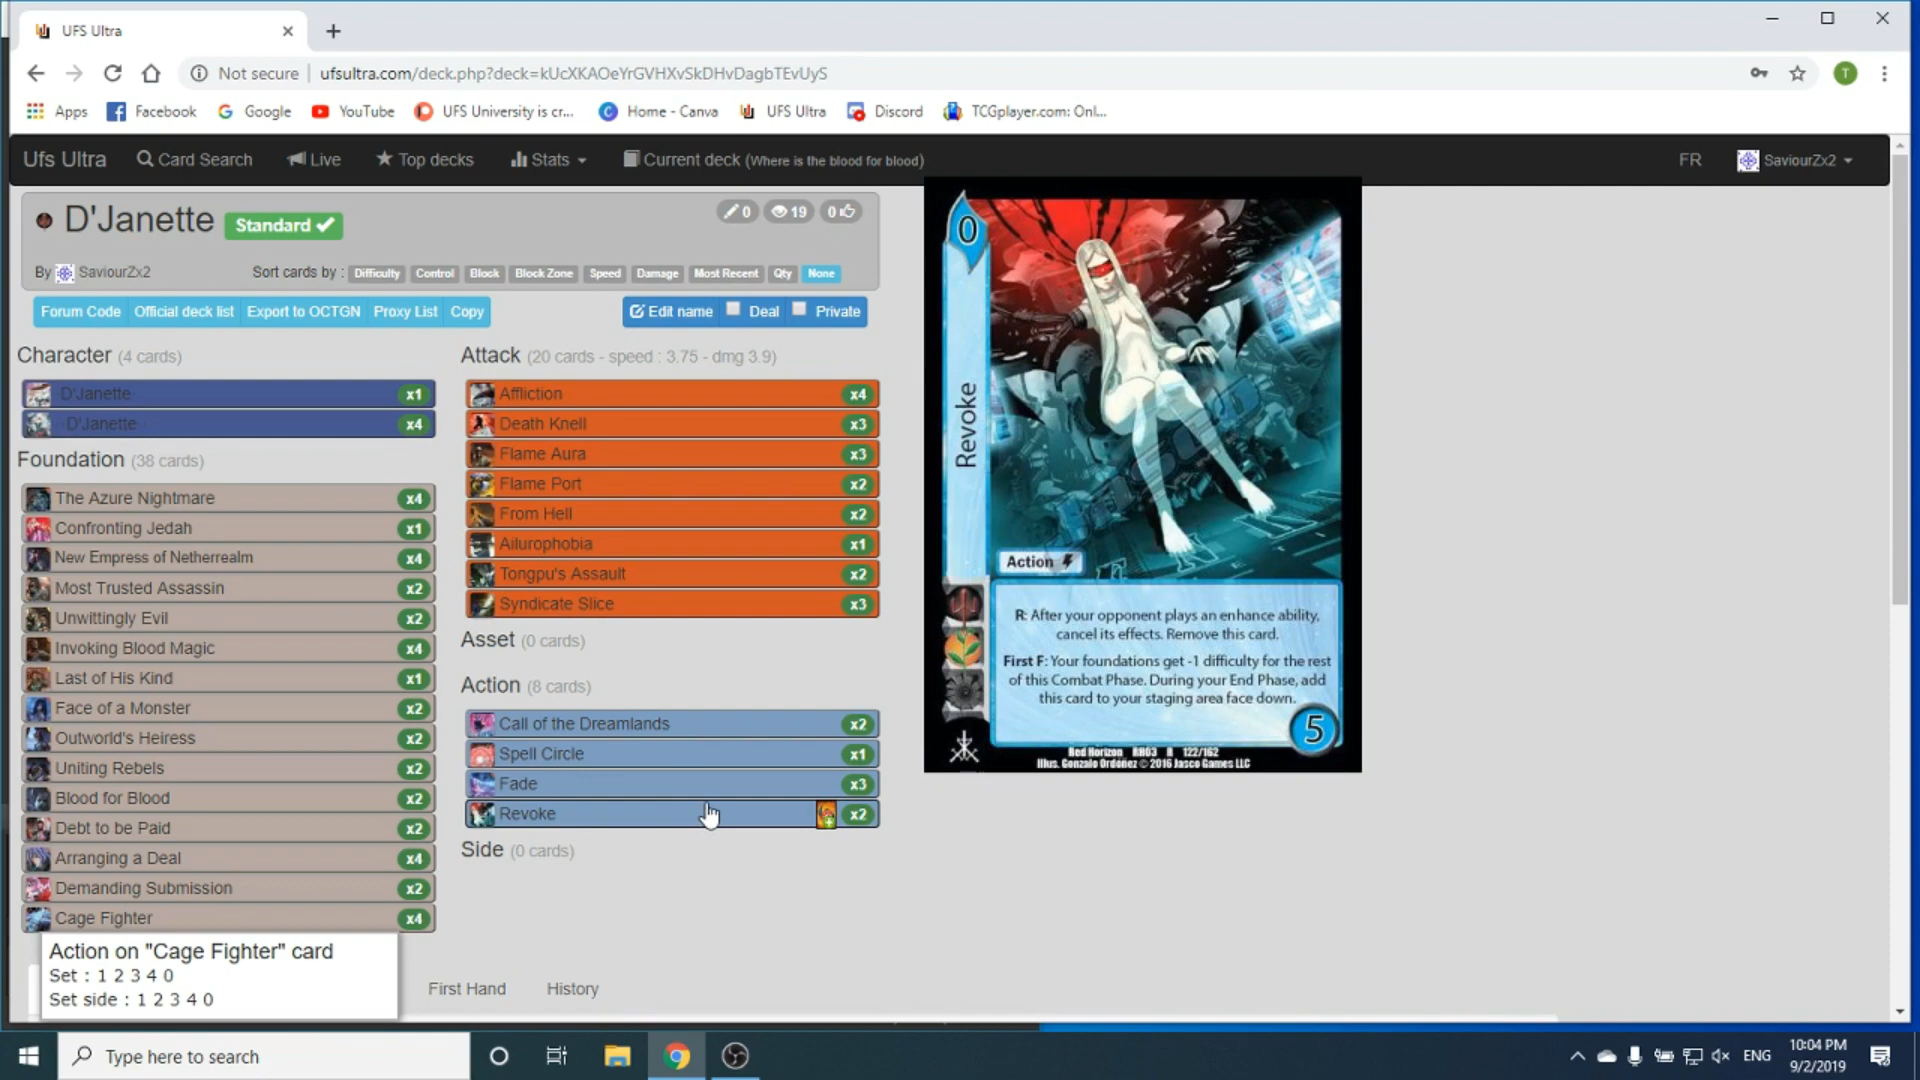 UFS Ultra
Not secure | ufsultra.com/deck.php?deck=kUcXKAOeYrGVHXvSkDHvDagbTEvUyS
T
Apps Facebook Google YouTube UFS University is cr... Home - Canva UFS Ultra Discord TCGplayer.com: Onl...
Ufs Ultra Card Search Live Top decks Stats Current deck (Where is the blood for blood) FR SaviourZx2
D'Janette Standard 0 19 0
By SaviourZx2 Sort cards by : Difficulty Control Block Block Zone Speed Damage Most Recent Qty None
Forum Code Official deck list Export to OCTGN Proxy List Copy Edit name Deal Private
Character (4 cards)
D'Janette x1
D'Janette x4
Foundation (38 cards)
The Azure Nightmare x4
Confronting Jedah x1
New Empress of Netherrealm x4
Most Trusted Assassin x2
Unwittingly Evil x2
Invoking Blood Magic x4
Last of His Kind x1
Face of a Monster x2
Outworld's Heiress x2
Uniting Rebels x2
Blood for Blood x2
Debt to be Paid x2
Arranging a Deal x4
Demanding Submission x2
Cage Fighter x4
Action on "Cage Fighter" card
Set : 1 2 3 4 0
Set side : 1 2 3 4 0
Attack (20 cards - speed : 3.75 - dmg 3.9)
Affliction x4
Death Knell x3
Flame Aura x3
Flame Port x2
From Hell x2
Ailurophobia x1
Tongpu's Assault x2
Syndicate Slice x3
Asset (0 cards)
Action (8 cards)
Call of the Dreamlands x2
Spell Circle x1
Fade x3
Revoke x2
Side (0 cards)
First Hand History
0
Revoke
Action
R: After your opponent plays an enhance ability,
cancel its effects. Remove this card.
First F: Your foundations get -1 difficulty for the rest
of this Combat Phase. During your End Phase, add
this card to your staging area face down.
5
Red Horizon RH03 R 122/162
Illus. Gonzalo Ordoñez © 2016 Jasco Games LLC
Type here to search
ENG
10:04 PM
9/2/2019